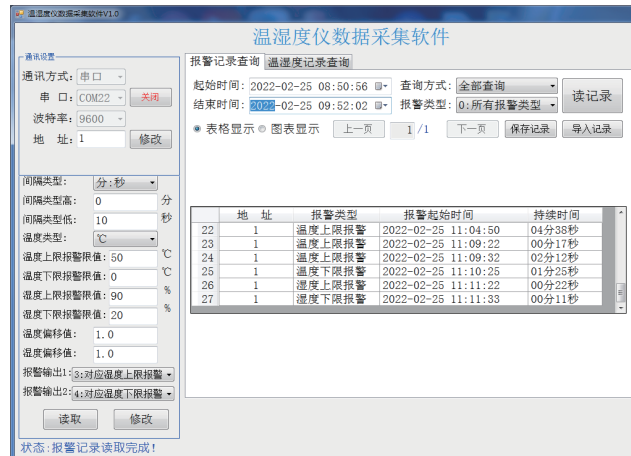 温湿度仪数据采集软件V1.0
温湿度仪数据采集软件
通讯设置
通讯方式: 串口
串 口: COM22 关闭
波特率: 9600
地 址: 1 修改
间隔类型: 分:秒
间隔类型高: 0 分
间隔类型低: 10 秒
温度类型: ℃
温度上限报警限值: 50 ℃
温度下限报警限值: 0 ℃
湿度上限报警限值: 90 %
湿度下限报警限值: 20 %
温度偏移值: 1.0
湿度偏移值: 1.0
报警输出1: 3:对应湿度上限报警
报警输出2: 4:对应湿度下限报警
读取 修改
状态:报警记录读取完成!
报警记录查询 温湿度记录查询
起始时间: 2022-02-25 08:50:56 查询方式: 全部查询
结束时间: 2022-02-25 09:52:02 报警类型: 0:所有报警类型
读记录
表格显示 图表显示 上一页 1 /1 下一页 保存记录 导入记录
地 址 报警类型 报警起始时间 持续时间
22 1 温度上限报警 2022-02-25 11:04:50 04分38秒
23 1 温度上限报警 2022-02-25 11:09:22 00分17秒
24 1 温度上限报警 2022-02-25 11:09:32 02分12秒
25 1 温度下限报警 2022-02-25 11:10:25 01分25秒
26 1 湿度上限报警 2022-02-25 11:11:22 00分22秒
27 1 湿度下限报警 2022-02-25 11:11:33 00分11秒